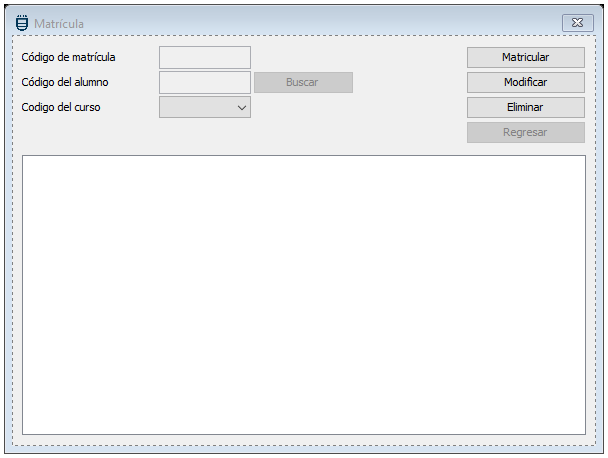 Matrícula
Código de matrícula
Matricular
Código del alumno
Buscar
Modificar
Codigo del curso
Eliminar
Regresar